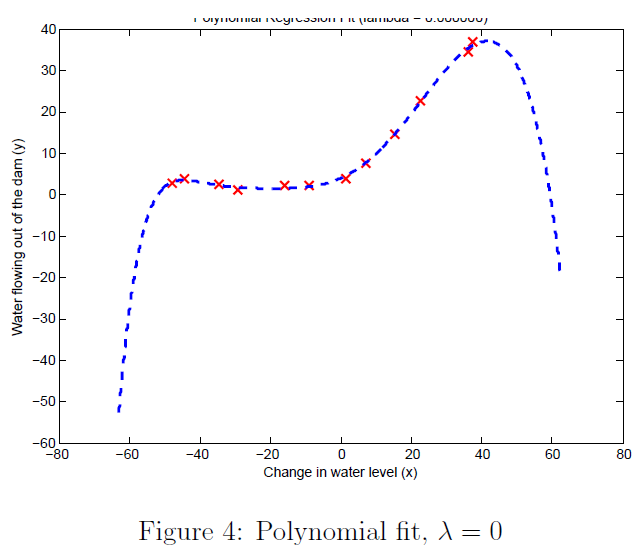 Polynomial Regression Fit (lambda = 0.000000)
40
30
20
10
0
−10
−20
−30
−40
−50
−60
Water flowing out of the dam (y)
−80 −60 −40 −20 0 20 40 60 80
Change in water level (x)
Figure 4: Polynomial fit, λ = 0